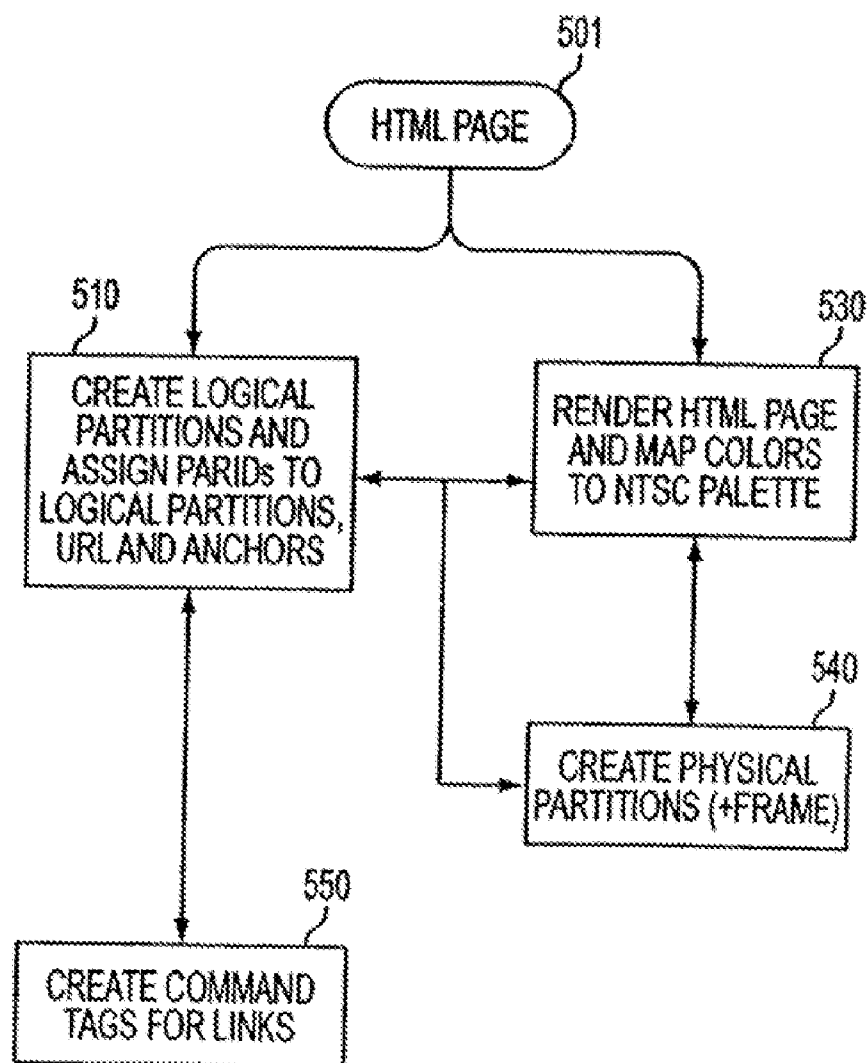 501
HTML PAGE
510
CREATE LOGICAL
PARTITIONS AND
ASSIGN PARIDs TO
LOGICAL PARTITIONS,
URL AND ANCHORS
530
RENDER HTML PAGE
AND MAP COLORS
TO NTSC PALETTE
540
CREATE PHYSICAL
PARTITIONS (+FRAME)
550
CREATE COMMAND
TAGS FOR LINKS